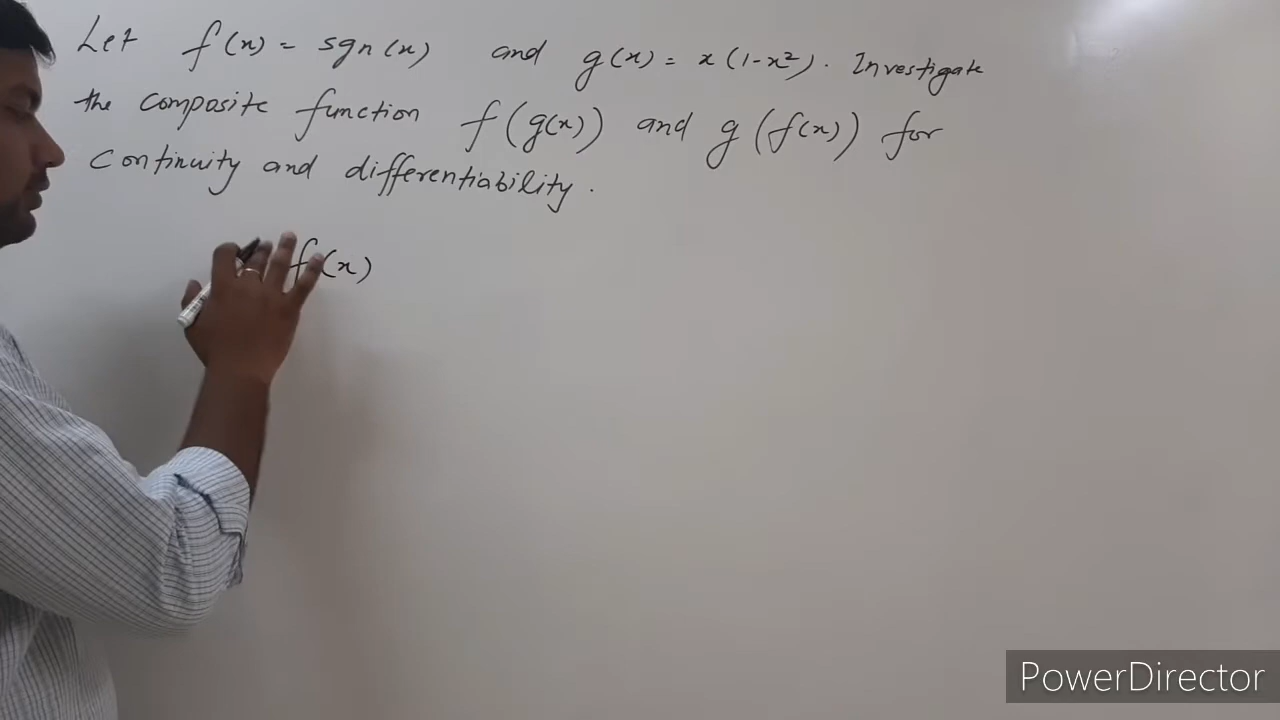 Let f(x) = sgn(x) and g(x) = x(1-x²). Investigate
the composite function f(g(x)) and g(f(x)) for
continuity and differentiability.
f(x)
PowerDirector